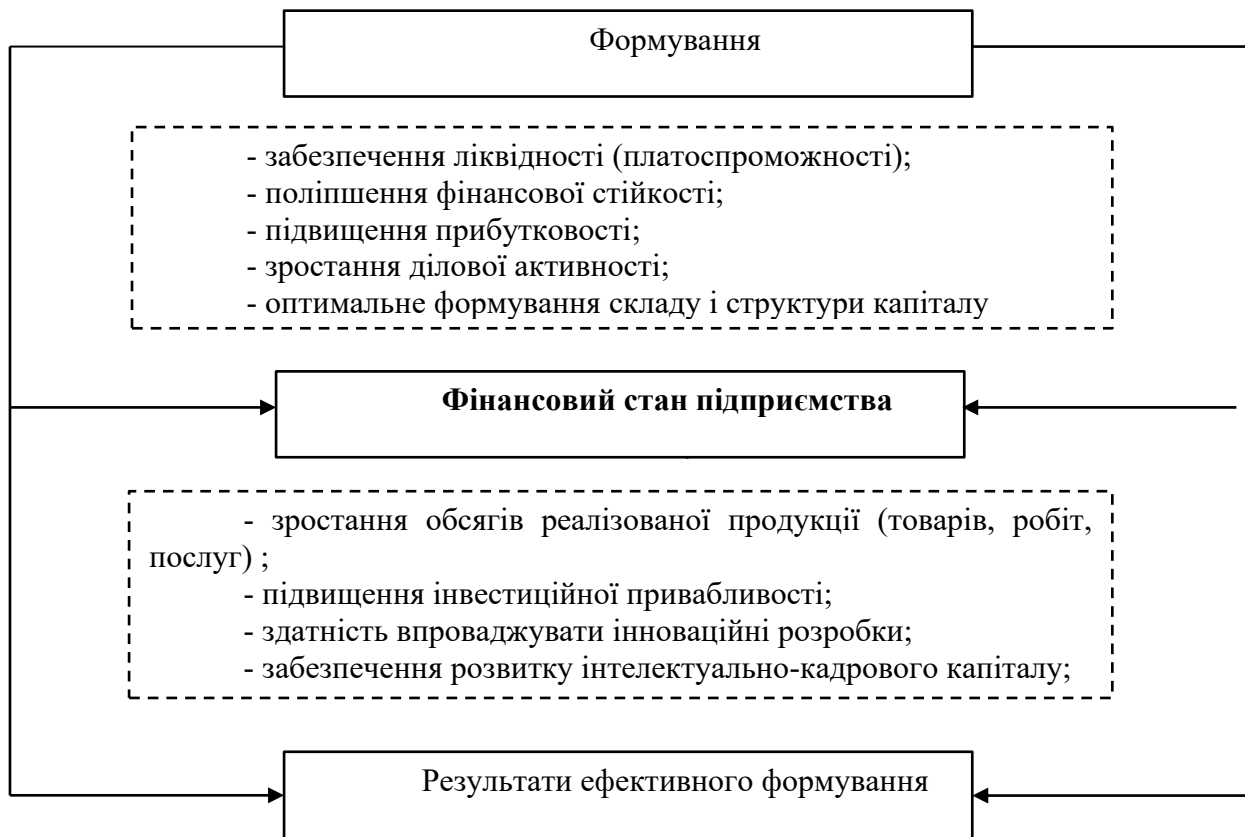 Формування
- забезпечення ліквідності (платоспроможності);
- поліпшення фінансової стійкості;
- підвищення прибутковості;
- зростання ділової активності;
- оптимальне формування складу і структури капіталу
Фінансовий стан підприємства
- зростання обсягів реалізованої продукції (товарів, робіт,
послуг) ;
- підвищення інвестиційної привабливості;
- здатність впроваджувати інноваційні розробки;
- забезпечення розвитку інтелектуально-кадрового капіталу;
Результати ефективного формування